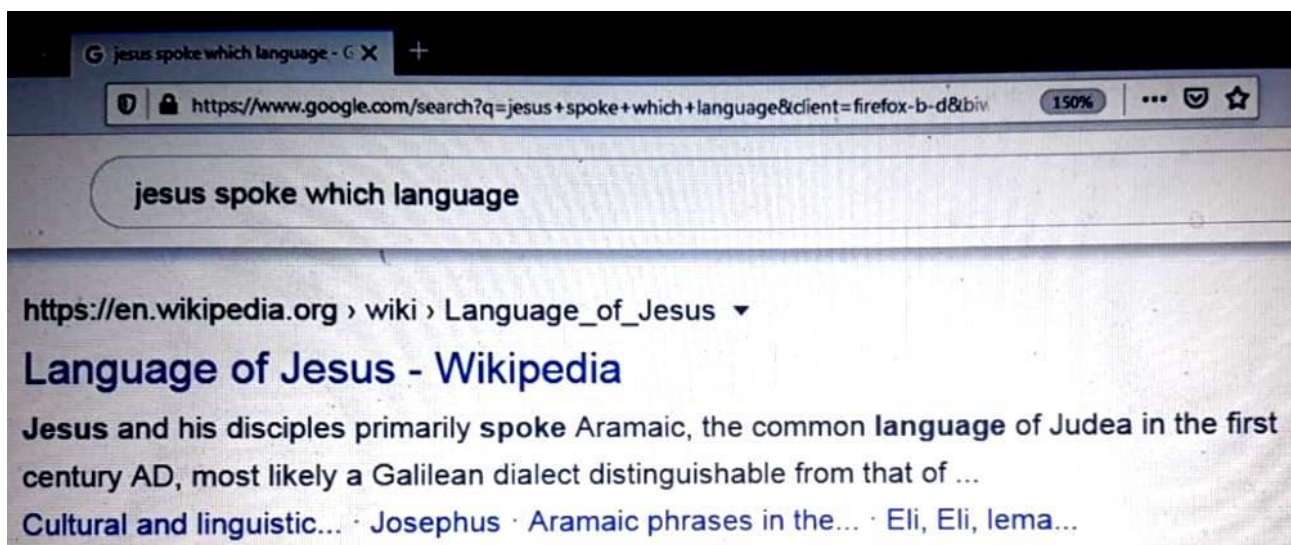 G jesus spoke which language - G X +
https://www.google.com/search?q=jesus+spoke+which+language&client=firefox-b-d&biv 150% ...
jesus spoke which language
https://en.wikipedia.org › wiki › Language_of_Jesus ▾
Language of Jesus - Wikipedia
Jesus and his disciples primarily spoke Aramaic, the common language of Judea in the first
century AD, most likely a Galilean dialect distinguishable from that of ...
Cultural and linguistic... · Josephus · Aramaic phrases in the... · Eli, Eli, lema...